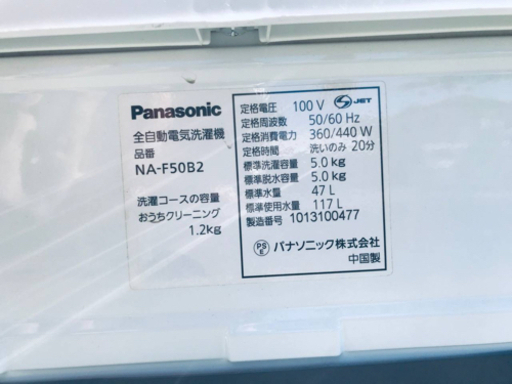 Panasonic
全自動電気洗濯機
品番
NA-F50B2
洗濯コースの容量
おうちクリーニング
1.2kg
定格電圧 100 V S JET
定格周波数 50/60 Hz
定格消費電力 360/440 W
定格時間 洗いのみ 20分
標準洗濯容量 5.0 kg
標準脱水容量 5.0 kg
標準水量 47 L
標準使用水量 117 L
製造番号 1013100477
PSE パナソニック株式会社
中国製